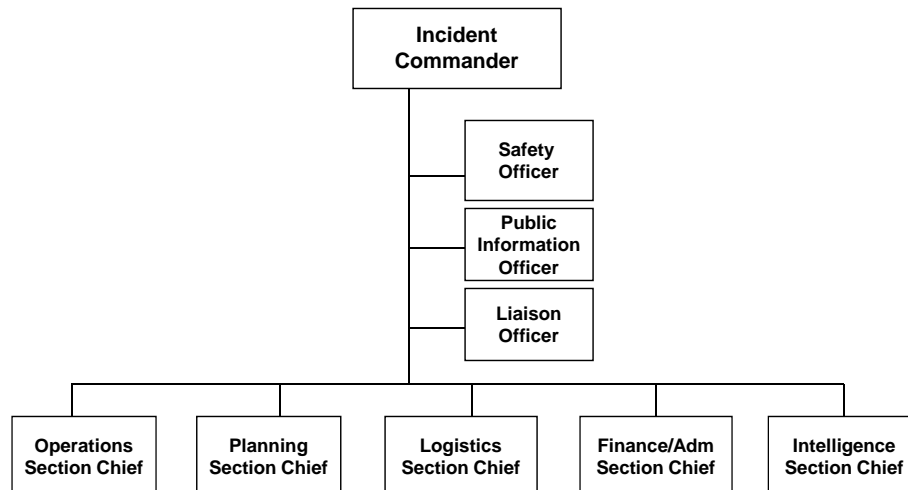 Incident
Commander
Safety
Officer
Public
Information
Officer
Liaison
Officer
Operations
Section Chief
Planning
Section Chief
Logistics
Section Chief
Finance/Adm
Section Chief
Intelligence
Section Chief